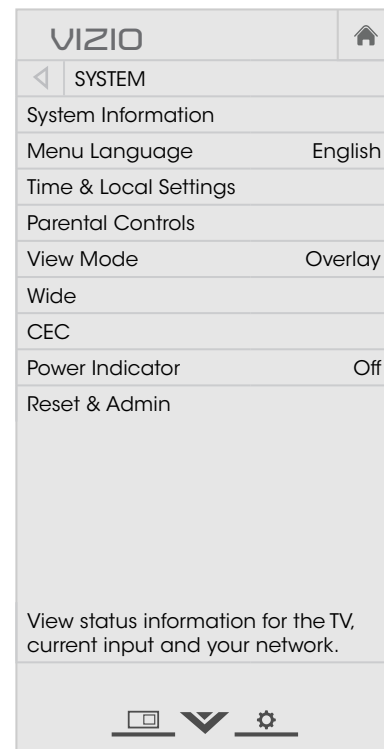 VIZIO
SYSTEM
System Information
Menu Language English
Time & Local Settings
Parental Controls
View Mode Overlay
Wide
CEC
Power Indicator Off
Reset & Admin
View status information for the TV,
current input and your network.